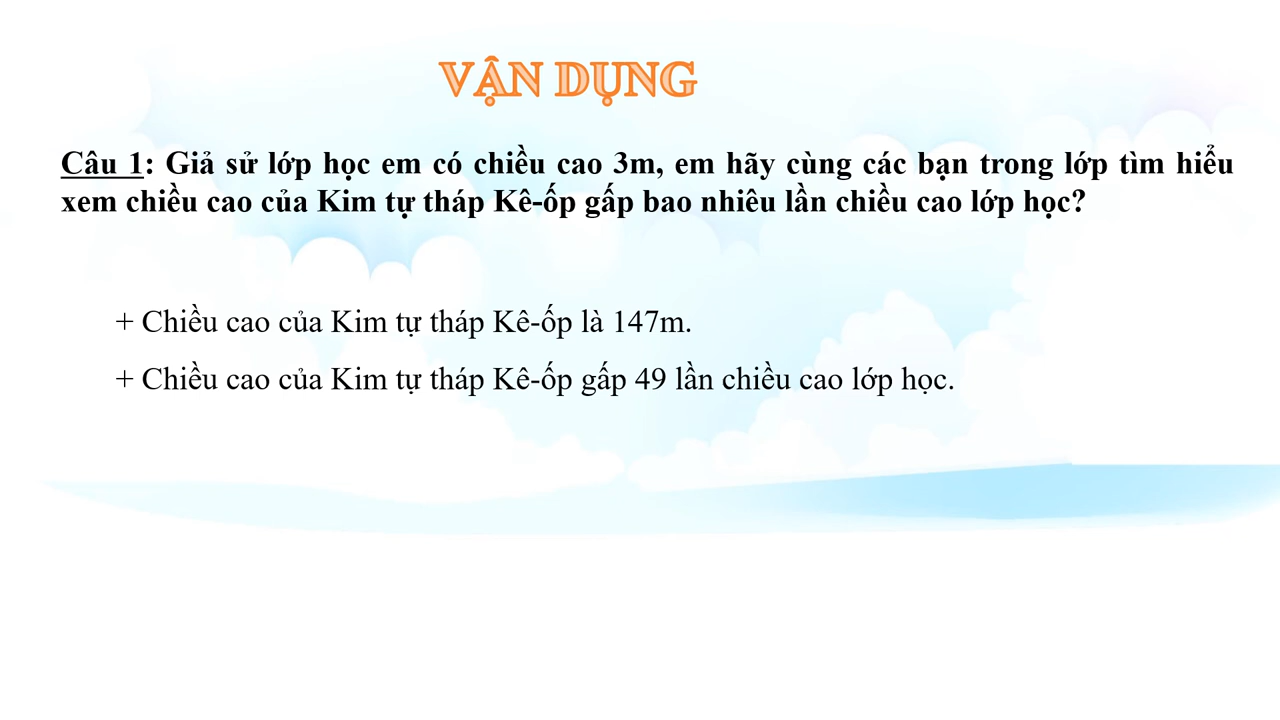 VẬN DỤNG
Câu 1: Giả sử lớp học em có chiều cao 3m, em hãy cùng các bạn trong lớp tìm hiểu
xem chiều cao của Kim tự tháp Kê-ốp gấp bao nhiêu lần chiều cao lớp học?
+ Chiều cao của Kim tự tháp Kê-ốp là 147m.
+ Chiều cao của Kim tự tháp Kê-ốp gấp 49 lần chiều cao lớp học.